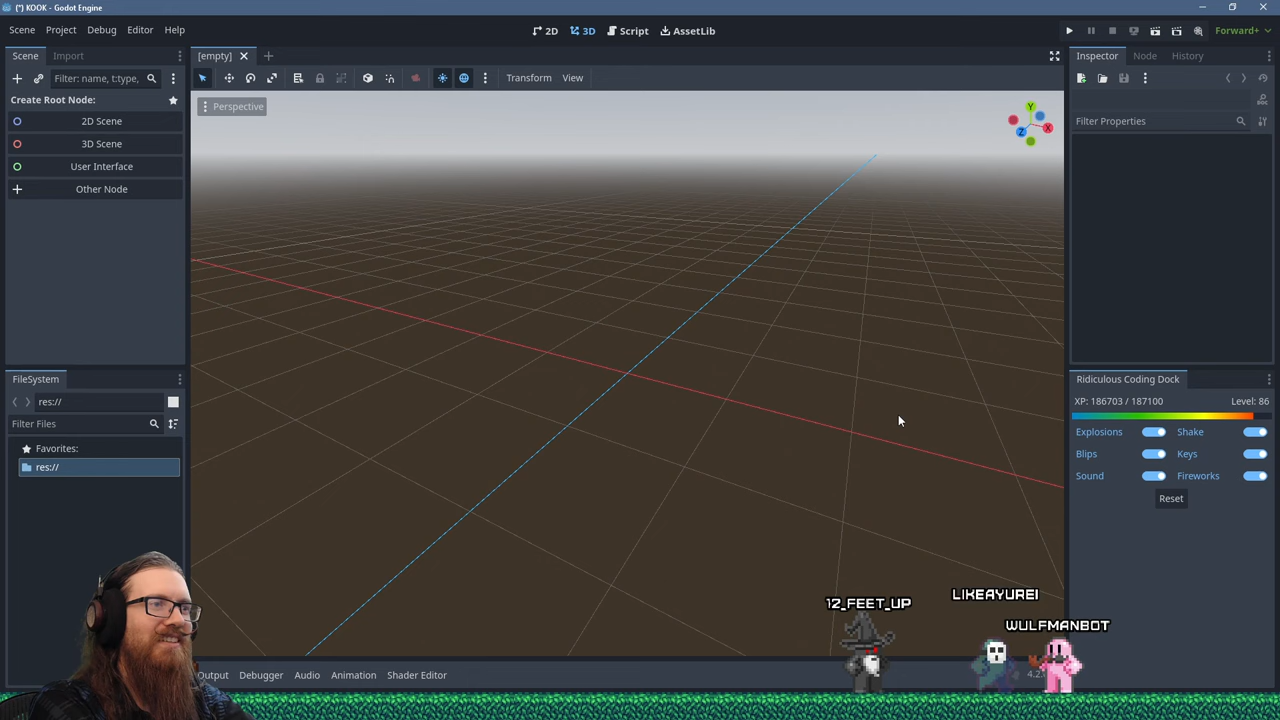 (*) KOOK - Godot Engine
Scene Project Debug Editor Help
2D 3D Script AssetLib
Forward+
Scene Import
[empty]
Inspector Node History
Filter: name, t:type,
Transform View
Create Root Node:
Perspective
Y
X
Z
2D Scene
Filter Properties
3D Scene
User Interface
Other Node
FileSystem
Ridiculous Coding Dock
res://
XP: 186703 / 187100 Level: 86
Filter Files
Explosions Shake
Favorites:
Blips Keys
res://
Sound Fireworks
Reset
12_FEET_UP
LIKEAYUREI
WULFMANBOT
Output Debugger Audio Animation Shader Editor